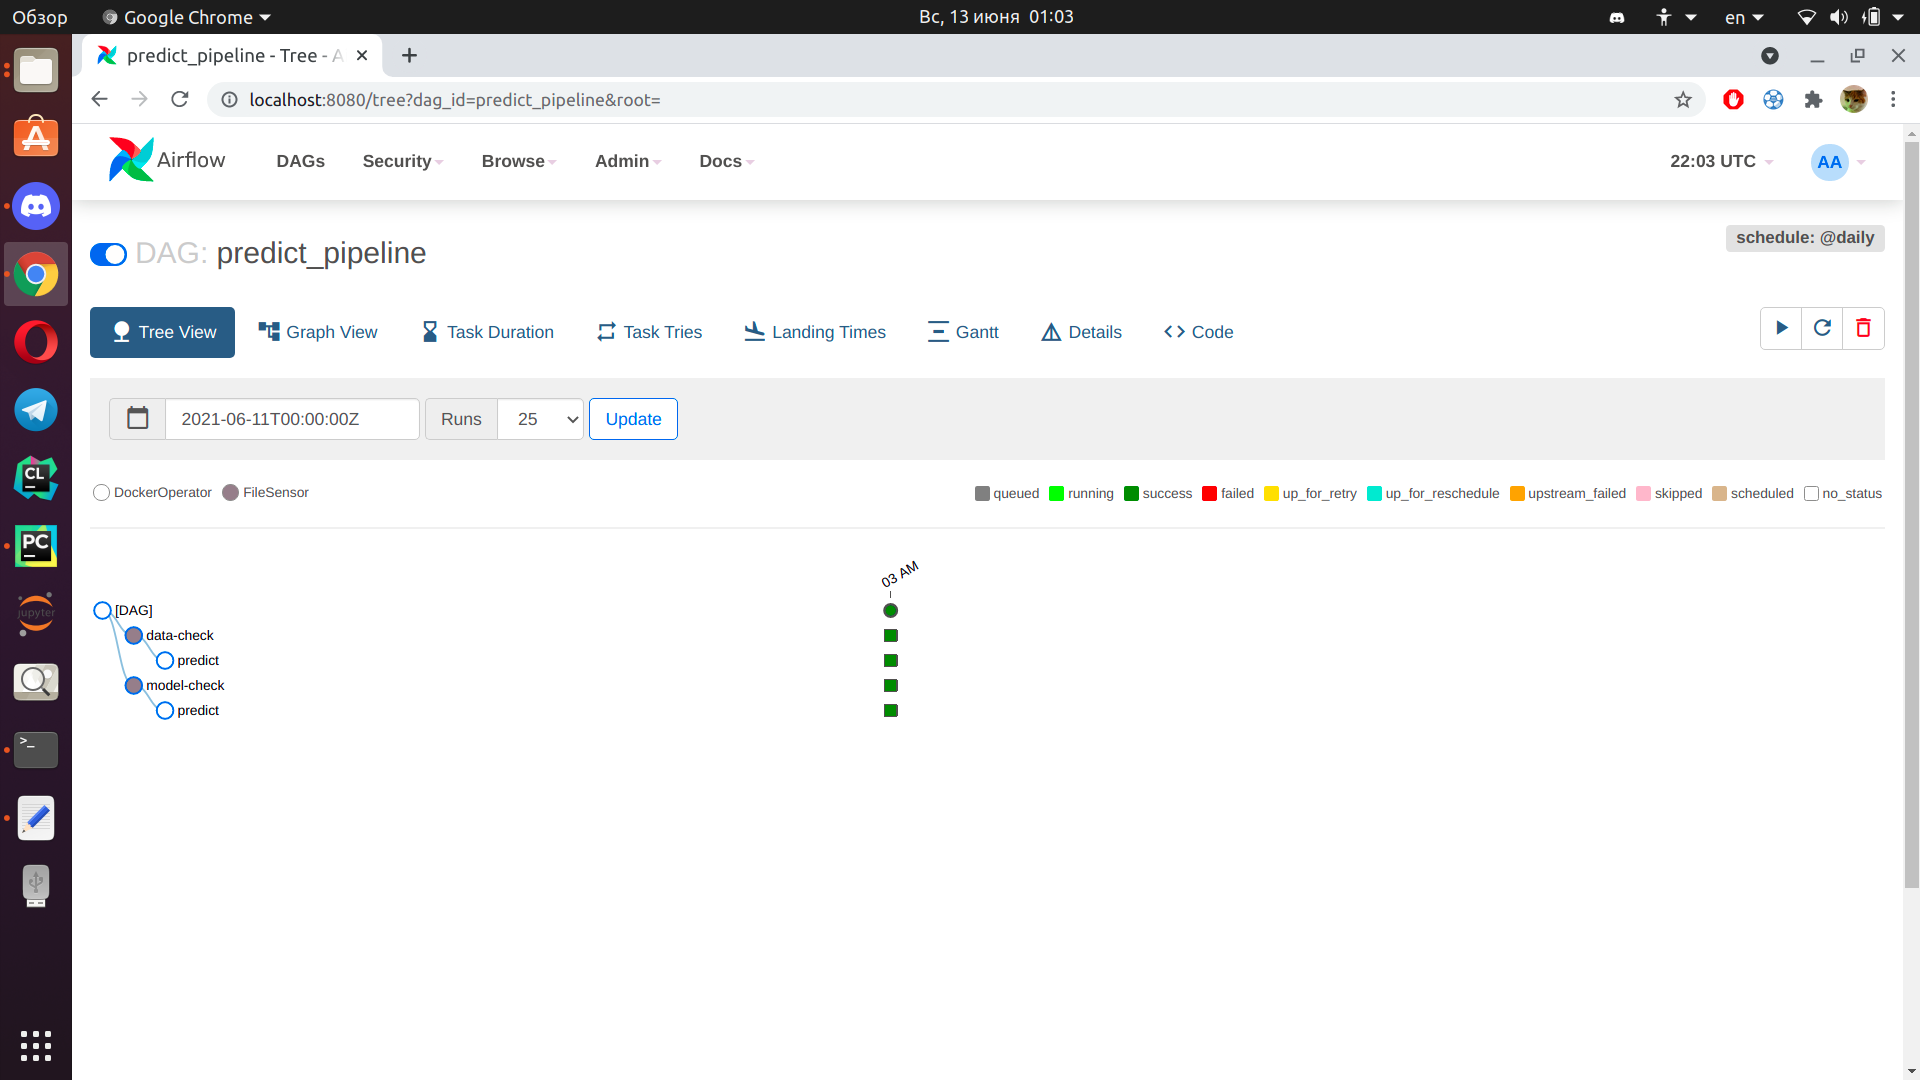 Обзор Google Chrome Вс, 13 июня 01:03 en
predict_pipeline - Tree - A
localhost:8080/tree?dag_id=predict_pipeline&root=
Airflow DAGs Security Browse Admin Docs 22:03 UTC AA
DAG: predict_pipeline
schedule: @daily
Tree View Graph View Task Duration Task Tries Landing Times Gantt Details Code
2021-06-11T00:00:00Z Runs 25 Update
DockerOperator FileSensor queued running success failed up_for_retry up_for_reschedule upstream_failed skipped scheduled no_status
03 AM
[DAG]
data-check
predict
model-check
predict
CL
PC
jupyter
>_